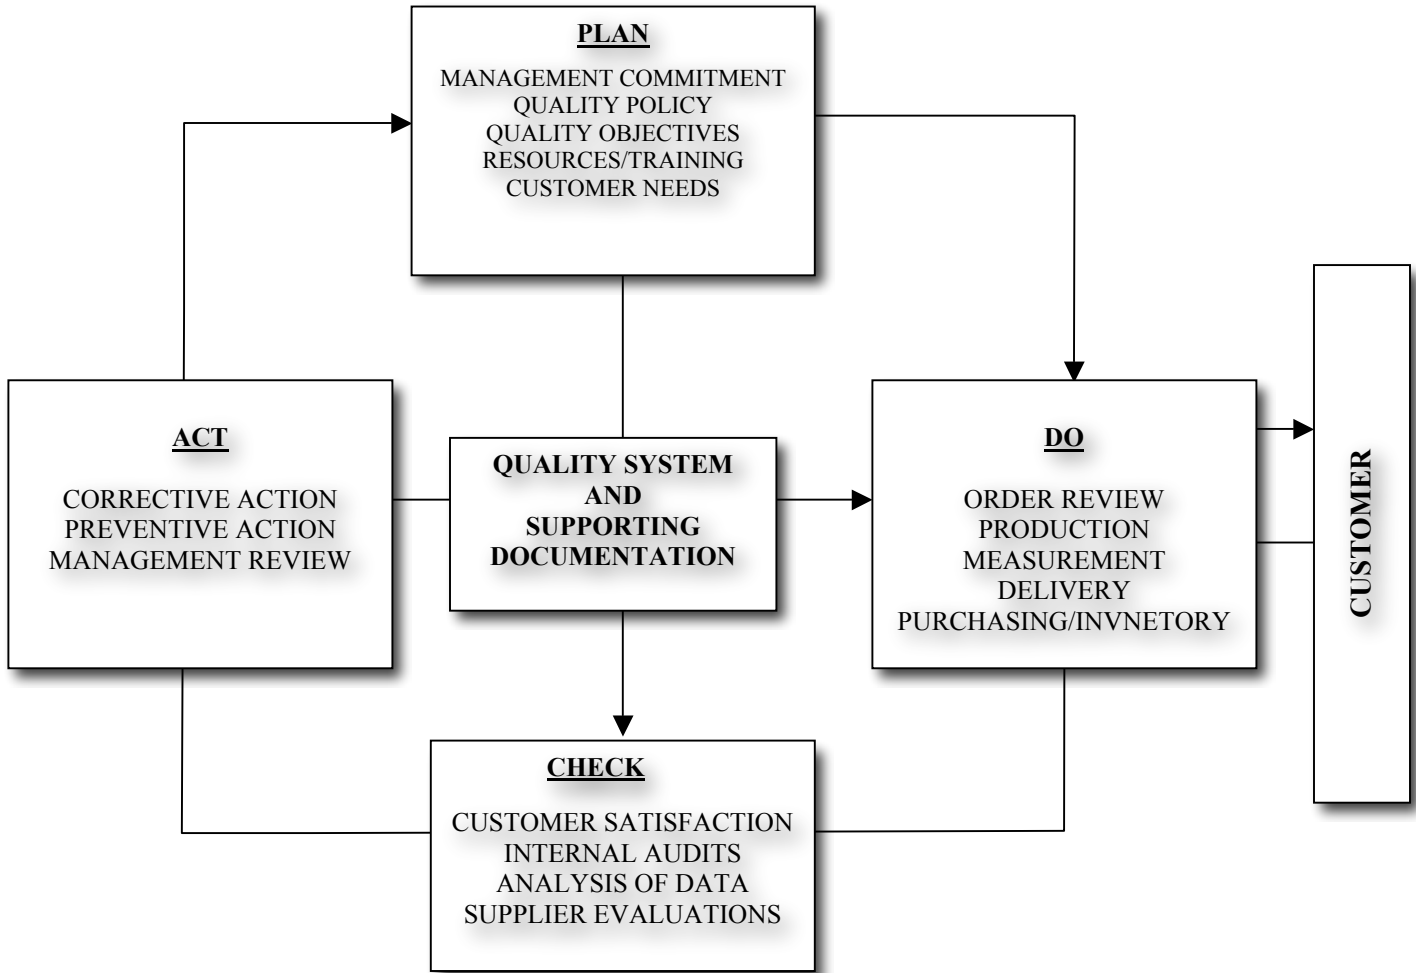 PLAN
MANAGEMENT COMMITMENT
QUALITY POLICY
QUALITY OBJECTIVES
RESOURCES/TRAINING
CUSTOMER NEEDS
ACT
CORRECTIVE ACTION
PREVENTIVE ACTION
MANAGEMENT REVIEW
QUALITY SYSTEM
AND
SUPPORTING
DOCUMENTATION
DO
ORDER REVIEW
PRODUCTION
MEASUREMENT
DELIVERY
PURCHASING/INVNETORY
CUSTOMER
CHECK
CUSTOMER SATISFACTION
INTERNAL AUDITS
ANALYSIS OF DATA
SUPPLIER EVALUATIONS